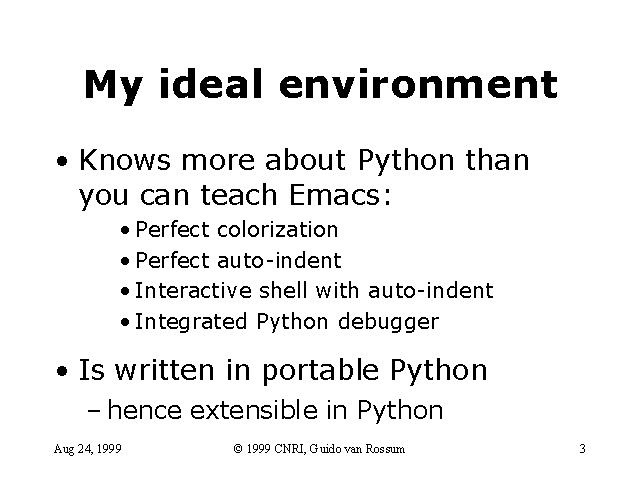 My ideal environment
• Knows more about Python than
you can teach Emacs:
• Perfect colorization
• Perfect auto-indent
• Interactive shell with auto-indent
• Integrated Python debugger
• Is written in portable Python
– hence extensible in Python
Aug 24, 1999
© 1999 CNRI, Guido van Rossum
3